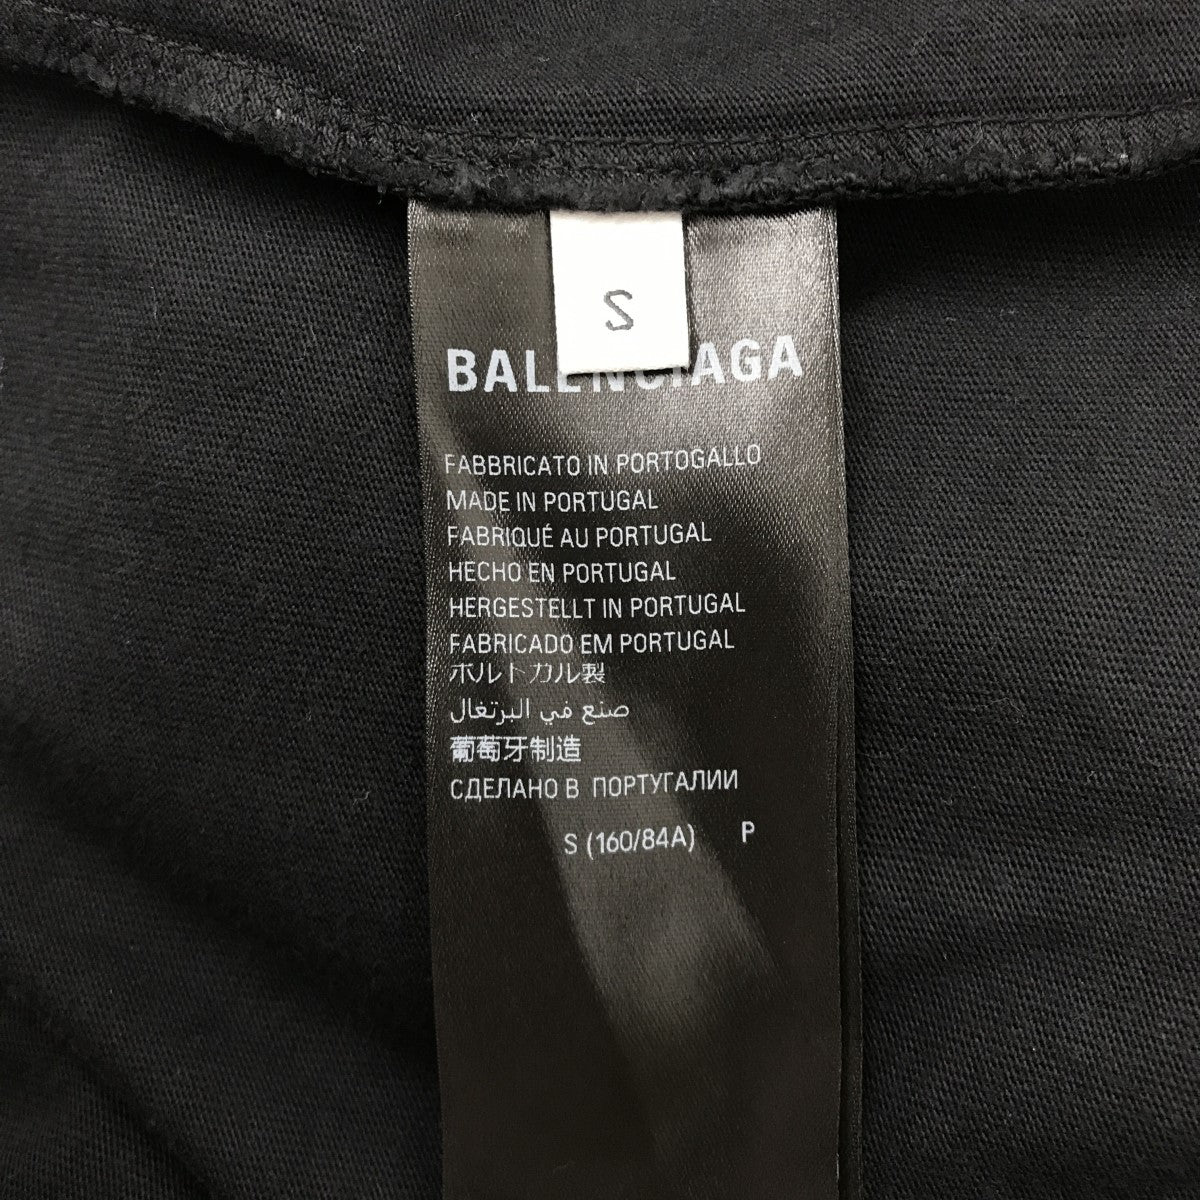 S
BALENCIAGA
FABBRICATO IN PORTOGALLO
MADE IN PORTUGAL
FABRIQUÉ AU PORTUGAL
HECHO EN PORTUGAL
HERGESTELLT IN PORTUGAL
FABRICADO EM PORTUGAL
ポルトカル製
صنع في البرتغال
葡萄牙制造
СДЕЛАНО В ПОРТУГАЛИИ
S (160/84A) P